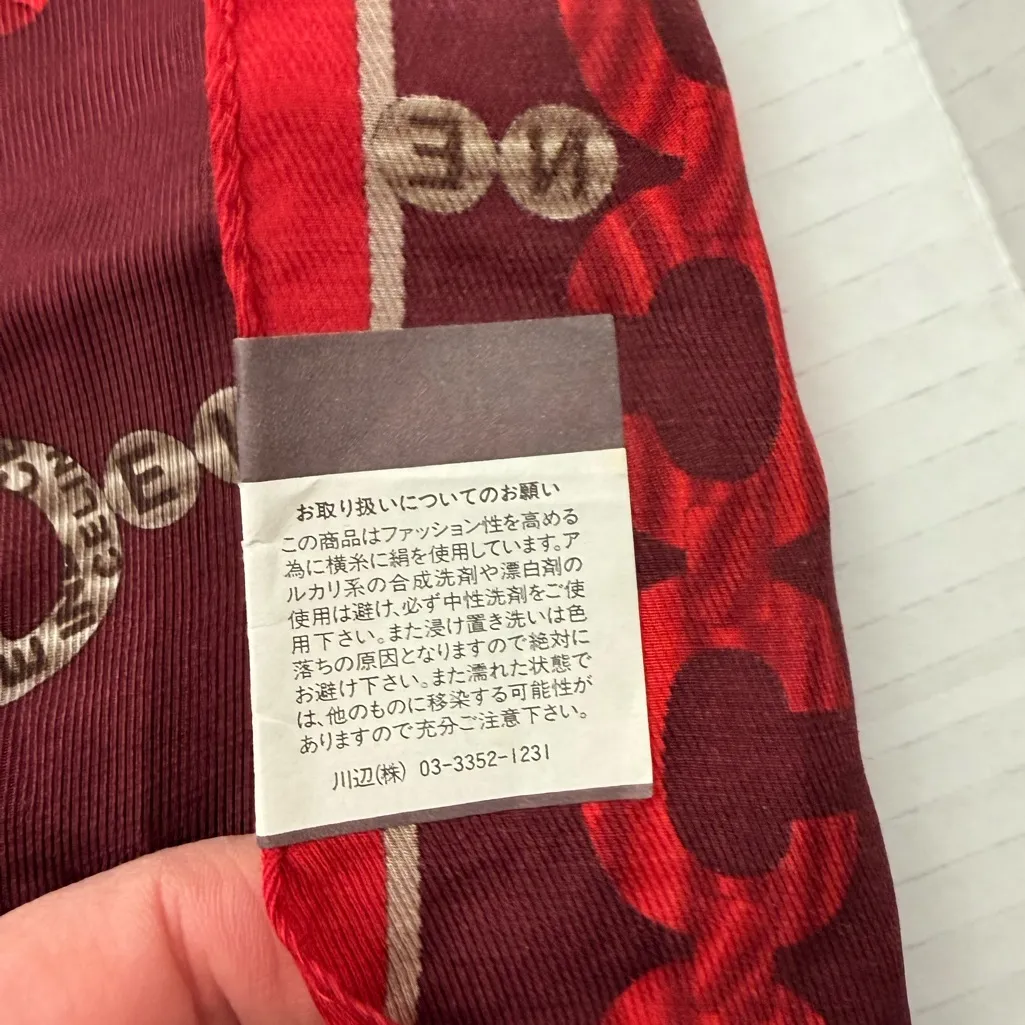 E N
E
C E L I N E
お取り扱いについてのお願い
この商品はファッション性を高める
為に横糸に絹を使用しています。ア
ルカリ系の合成洗剤や漂白剤の
使用は避け、必ず中性洗剤をご使
用下さい。また浸け置き洗いは色
落ちの原因となりますので絶対に
お避け下さい。また濡れた状態で
は、他のものに移染する可能性が
ありますので充分ご注意下さい。
川辺(株) 03-3352-1231